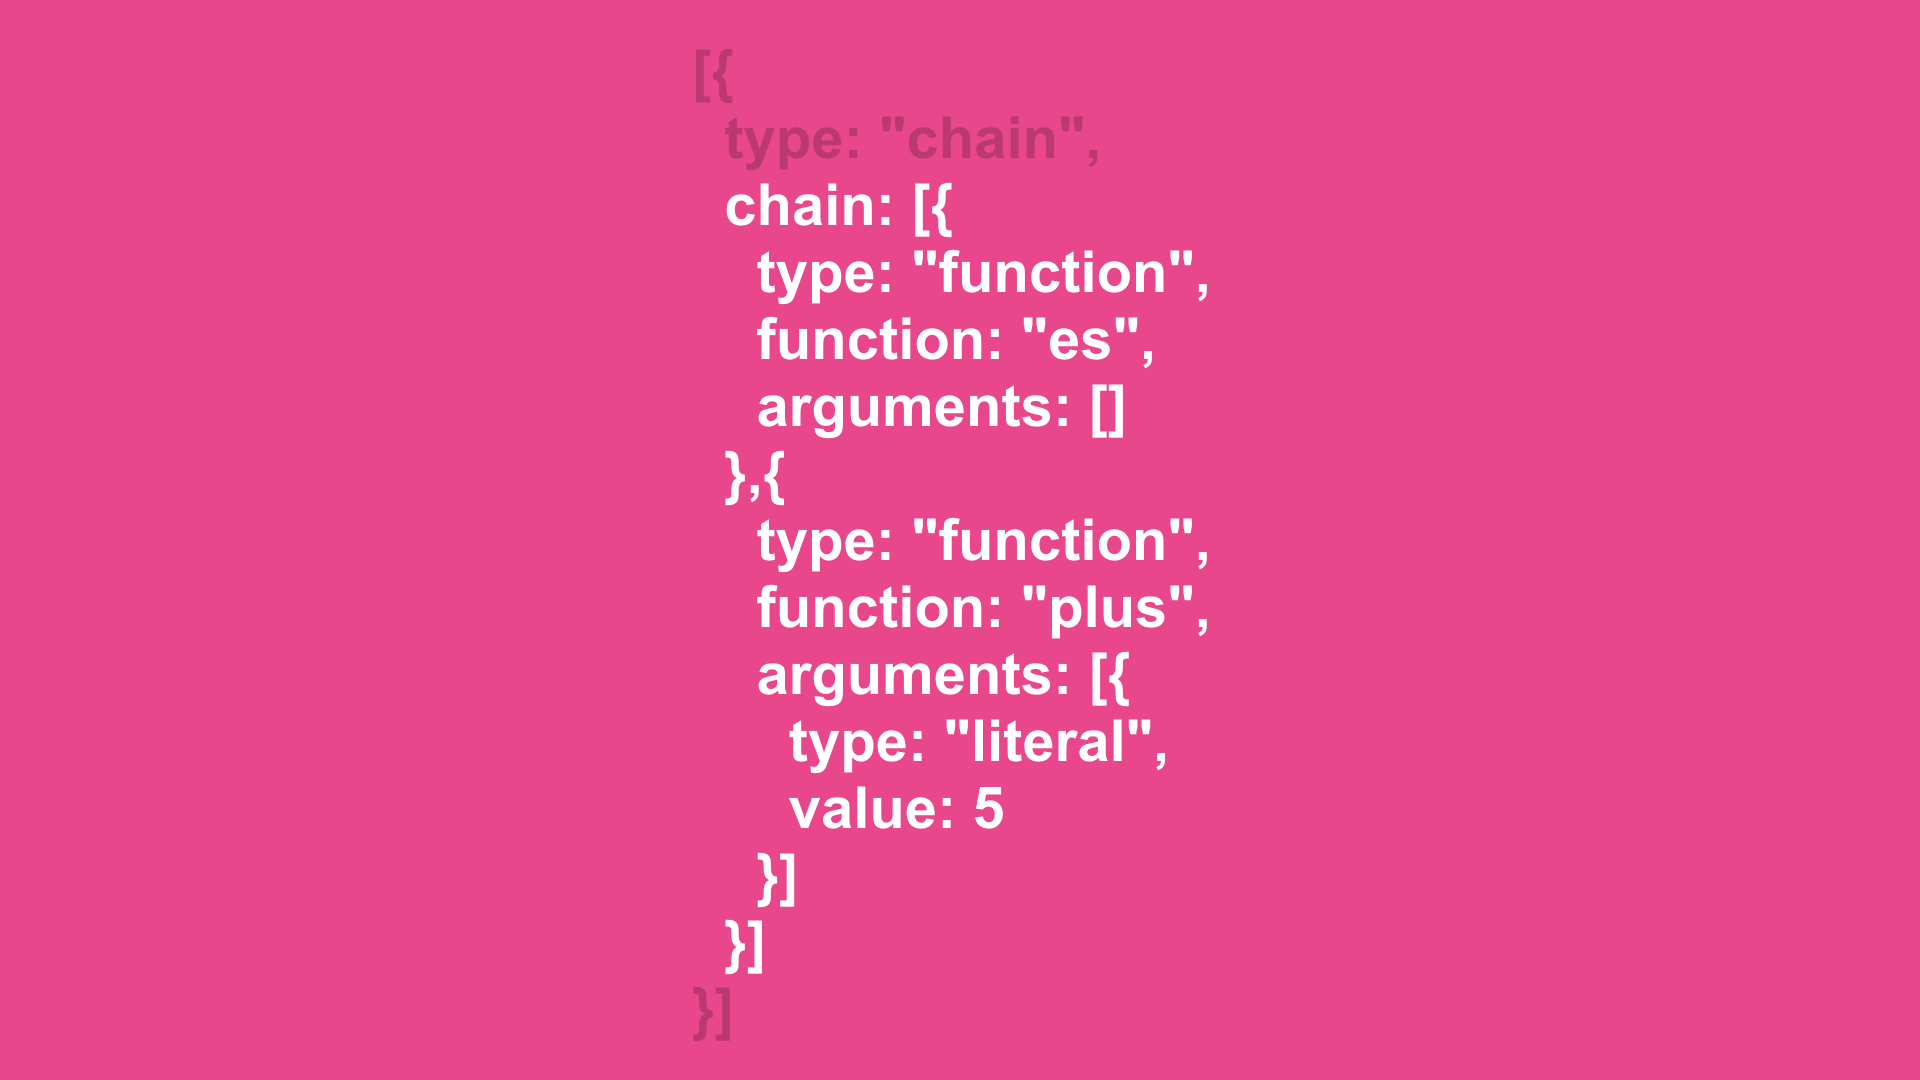 [{
type: "chain",
chain: [{
type: "function",
function: "es",
arguments: []
},{
type: "function",
function: "plus",
arguments: [{
type: "literal",
value: 5
}]
}]
}]